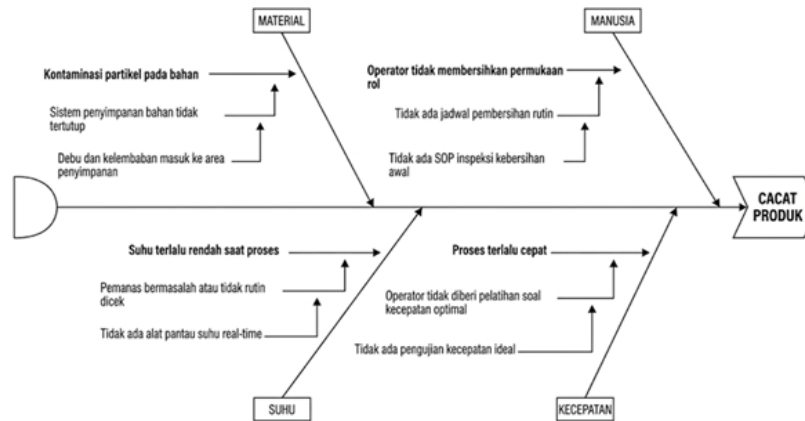 MATERIAL
MANUSIA
Kontaminasi partikel pada bahan
Sistem penyimpanan bahan tidak
tertutup
Debu dan kelembaban masuk ke area
penyimpanan
Operator tidak membersihkan permukaan
rol
Tidak ada jadwal pembersihan rutin
Tidak ada SOP inspeksi kebersihan
awal
CACAT
PRODUK
Suhu terlalu rendah saat proses
Pemanas bermasalah atau tidak rutin
dicek
Tidak ada alat pantau suhu real-time
Proses terlalu cepat
Operator tidak diberi pelatihan soal
kecepatan optimal
Tidak ada pengujian kecepatan ideal
SUHU
KECEPATAN